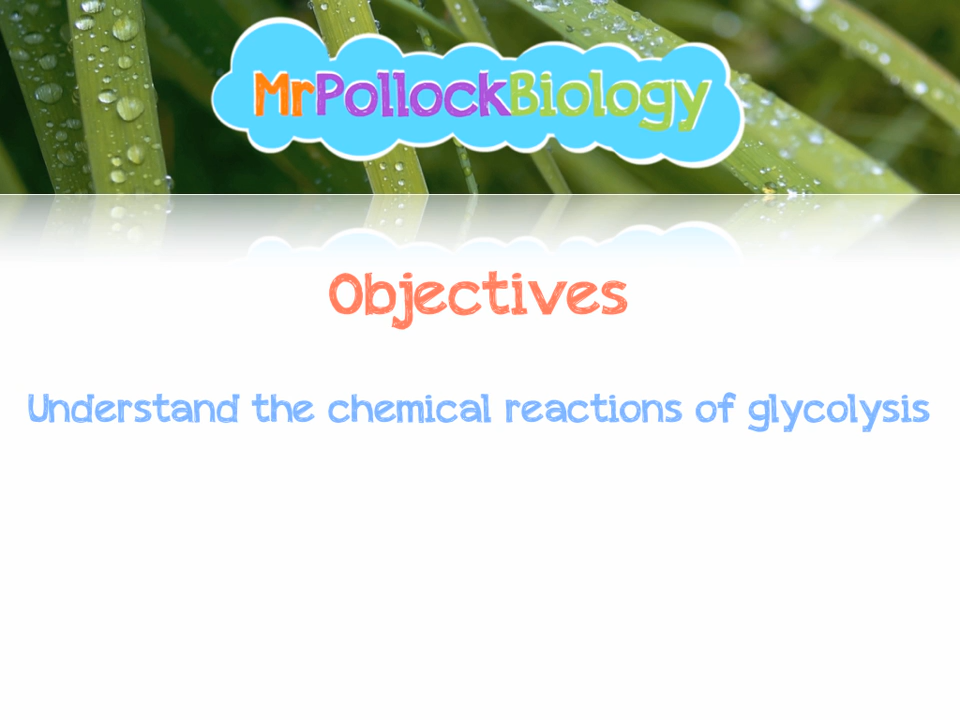 MrPollockBiology
Objectives
Understand the chemical reactions of glycolysis